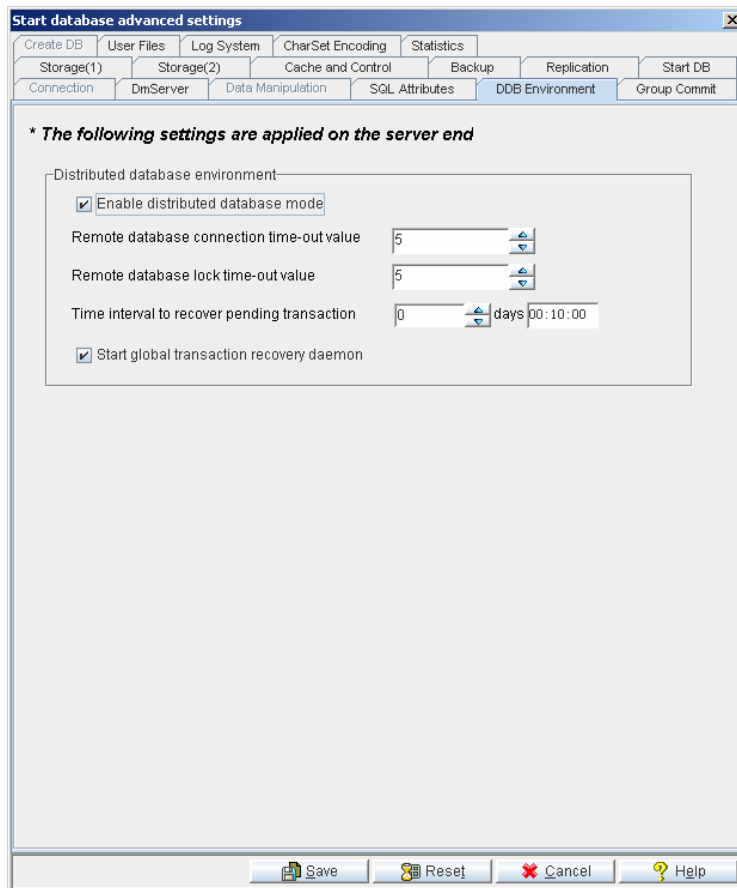 Start database advanced settings
Create DB User Files Log System CharSet Encoding Statistics
Storage(1) Storage(2) Cache and Control Backup Replication Start DB
Connection DmServer Data Manipulation SQL Attributes DDB Environment Group Commit
* The following settings are applied on the server end
Distributed database environment
Enable distributed database mode
Remote database connection time-out value 5
Remote database lock time-out value 5
Time interval to recover pending transaction 0 days 00:10:00
Start global transaction recovery daemon
Save Reset Cancel Help